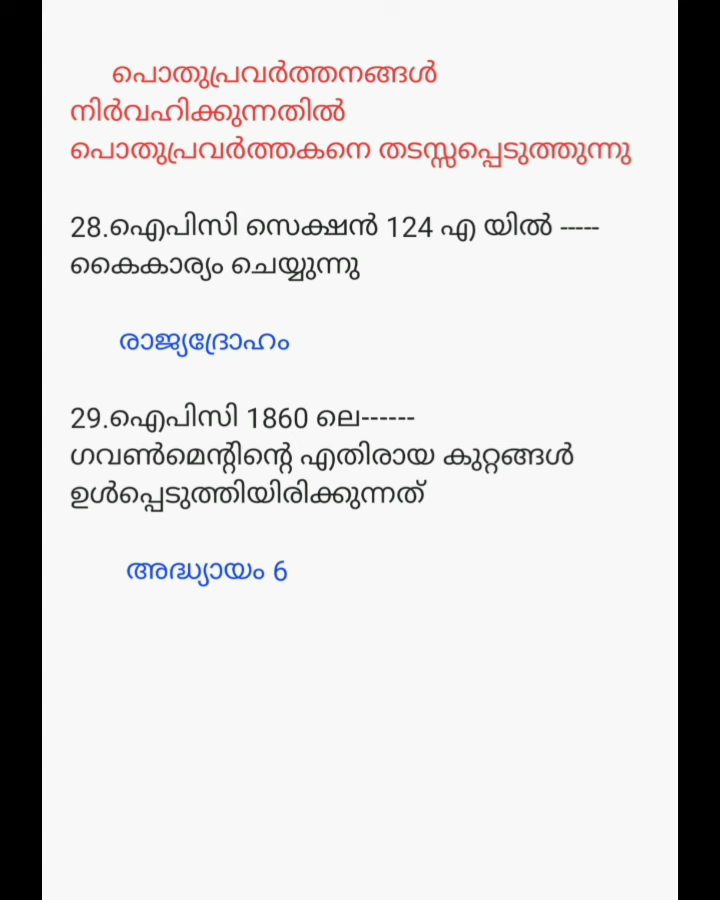 പൊതുപ്രവർത്തനങ്ങൾ
നിർവഹിക്കുന്നതിൽ
പൊതുപ്രവർത്തകനെ തടസ്സപ്പെടുത്തുന്നു
28.ഐപിസി സെക്ഷൻ 124 എ യിൽ -----
കൈകാര്യം ചെയ്യുന്നു
രാജ്യദ്രോഹം
29.ഐപിസി 1860 ലെ------
ഗവൺമെന്റിന്റെ എതിരായ കുറ്റങ്ങൾ
ഉൾപ്പെടുത്തിയിരിക്കുന്നത്
അദ്ധ്യായം 6